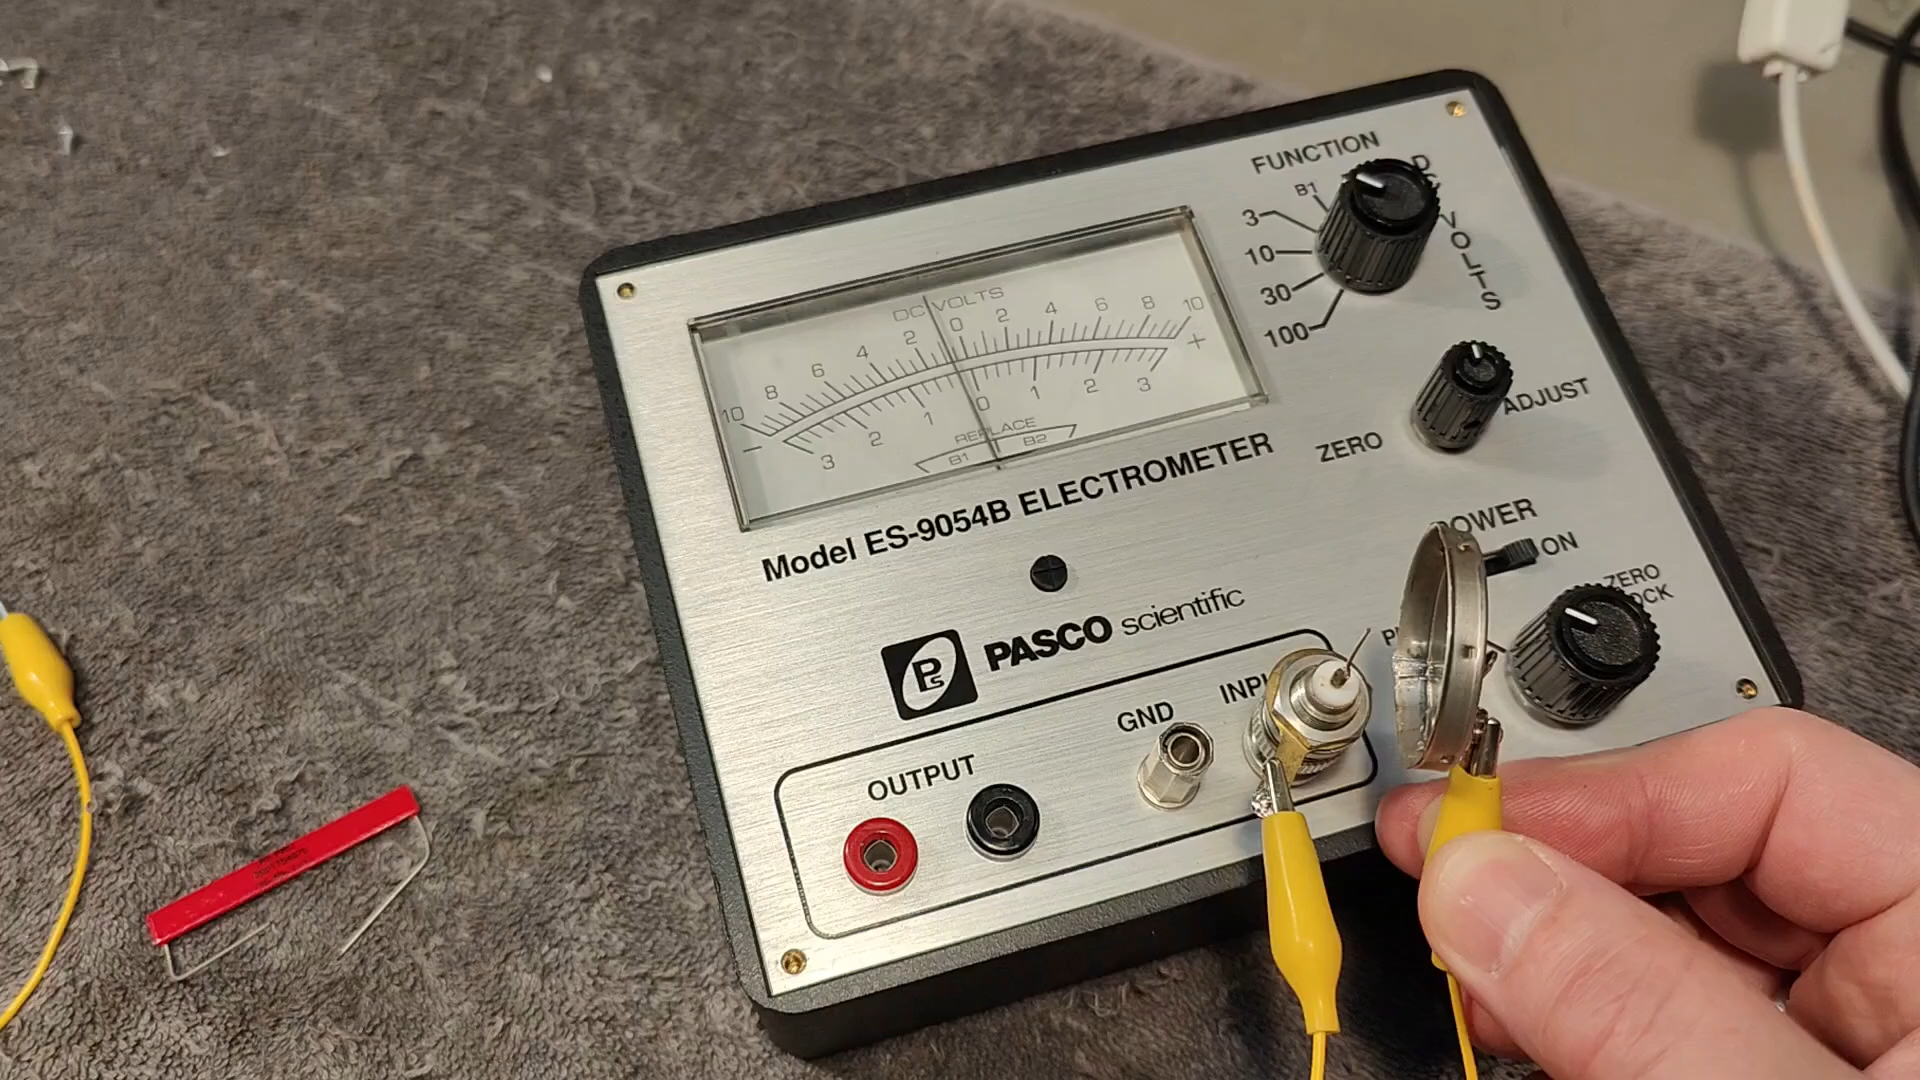 FUNCTION
B1
3
10
30
100
VOLTS
DC VOLTS
10 8 6 4 2 0 2 4 6 8 10
- +
3 2 1 0 1 2 3
REPLACE
B1 B2
ZERO ADJUST
Model ES-9054B ELECTROMETER
POWER
ON
ZERO
PASCO scientific
GND
OUTPUT